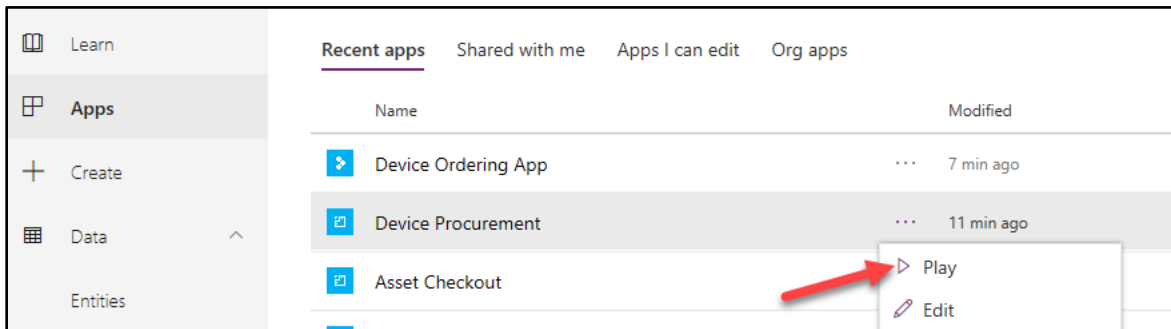 Learn
Apps
Create
Data
Entities
Recent apps Shared with me Apps I can edit Org apps
Name Modified
Device Ordering App ... 7 min ago
Device Procurement ... 11 min ago
Asset Checkout
Play
Edit